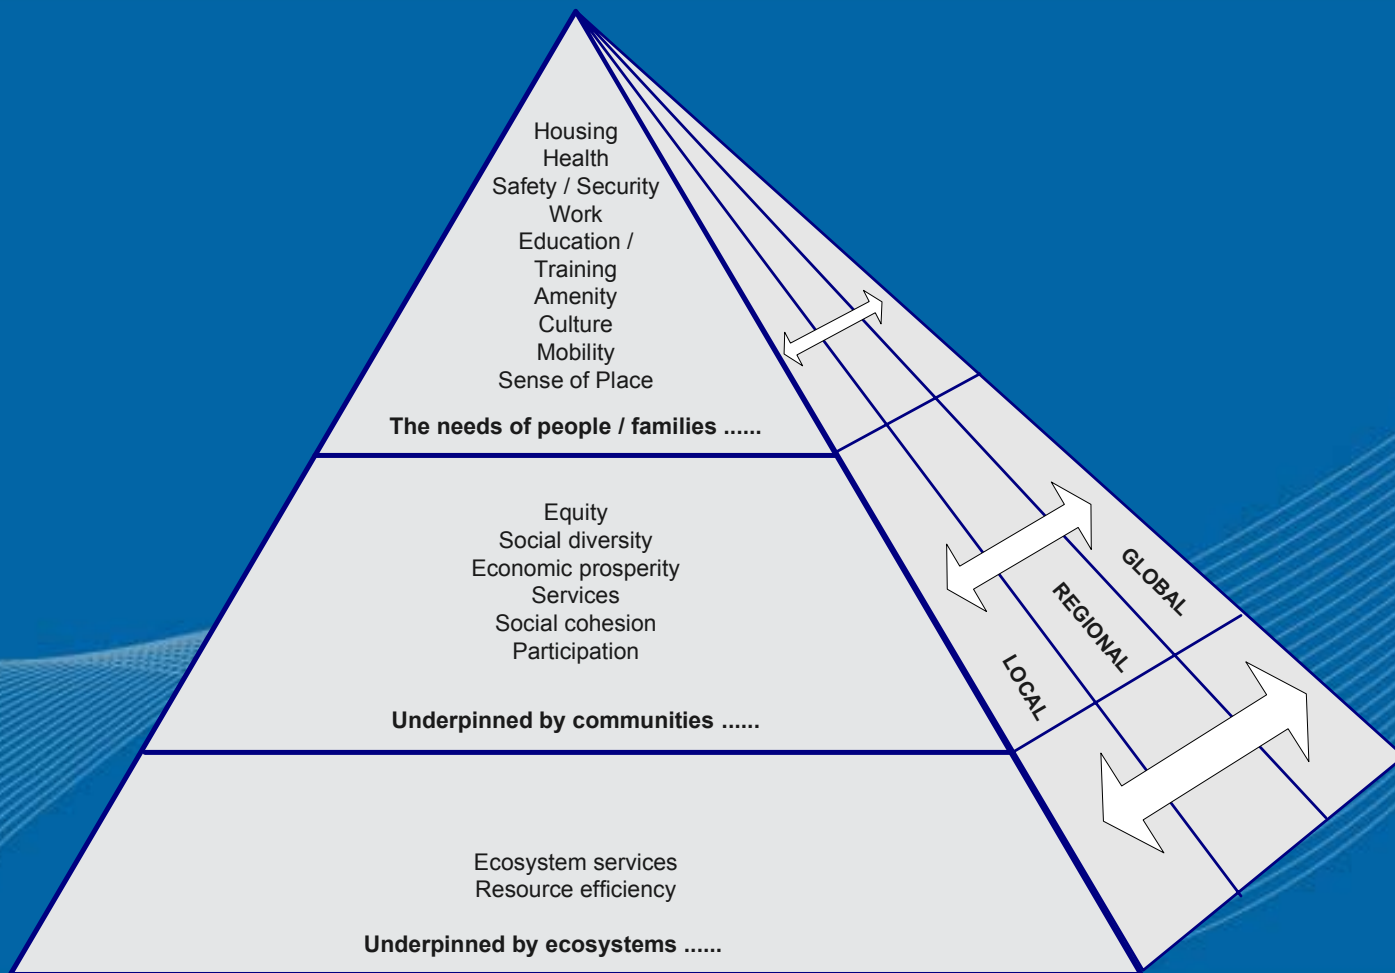 Housing
Health
Safety / Security
Work
Education /
Training
Amenity
Culture
Mobility
Sense of Place
The needs of people / families ......
Equity
Social diversity
Economic prosperity
Services
Social cohesion
Participation
Underpinned by communities ......
LOCAL
REGIONAL
GLOBAL
Ecosystem services
Resource efficiency
Underpinned by ecosystems ......